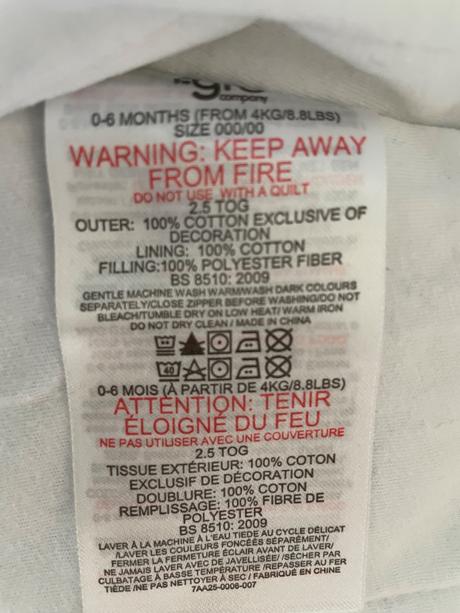 company
0-6 MONTHS (FROM 4KG/8.8LBS)
SIZE 000/00
WARNING: KEEP AWAY
FROM FIRE
DO NOT USE WITH A QUILT
2.5 TOG
OUTER: 100% COTTON EXCLUSIVE OF
DECORATION
LINING: 100% COTTON
FILLING:100% POLYESTER FIBER
BS 8510: 2009
GENTLE MACHINE WASH WARM/WASH DARK COLOURS
SEPARATELY/CLOSE ZIPPER BEFORE WASHING/DO NOT
BLEACH/TUMBLE DRY ON LOW HEAT/ WARM IRON
DO NOT DRY CLEAN / MADE IN CHINA
40
0-6 MOIS (À PARTIR DE 4KG/8.8LBS)
ATTENTION: TENIR
ÉLOIGNÉ DU FEU
NE PAS UTILISER AVEC UNE COUVERTURE
2.5 TOG
TISSUE EXTÉRIEUR: 100% COTON
EXCLUSIF DE DÉCORATION
DOUBLURE: 100% COTON
REMPLISSAGE: 100% FIBRE DE
POLYESTER
BS 8510: 2009
LAVER À LA MACHINE À L'EAU TIEDE AU CYCLE DÉLICAT
/LAVER LES COULEURS FONCÉES SÉPARÉMENT/
FERMER LA FERMETURE ÉCLAIR AVANT DE LAVER/
NE JAMAIS LAVER AVEC DE JAVELLISÉE/ /SÉCHER PAR
CULBATAGE À BASSE TEMPÉRATURE /REPASSER AU FER
TIÈDE /NE PAS NETTOYER À SEC / FABRIQUÉ EN CHINE
7AA25-0006-007